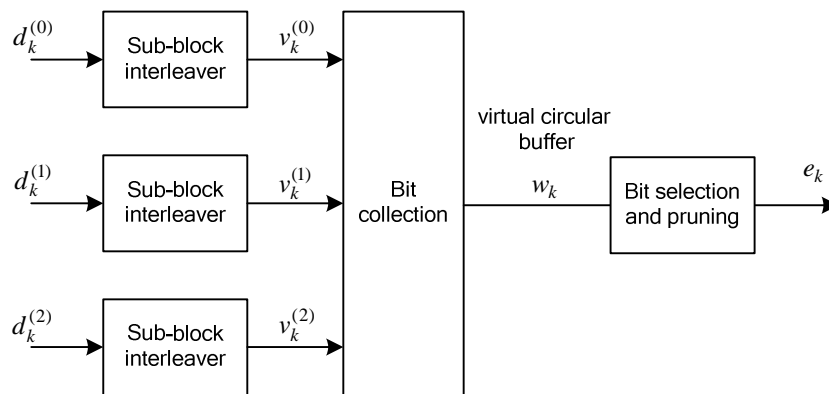 d_k^{(0)}
Sub-block
interleaver
v_k^{(0)}
d_k^{(1)}
Sub-block
interleaver
v_k^{(1)}
d_k^{(2)}
Sub-block
interleaver
v_k^{(2)}
Bit
collection
virtual circular
buffer
w_k
Bit selection
and pruning
e_k